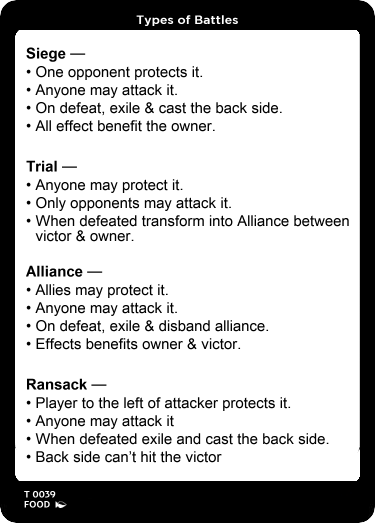 Types of Battles
Siege —
• One opponent protects it.
• Anyone may attack it.
• On defeat, exile & cast the back side.
• All effect benefit the owner.
Trial —
• Anyone may protect it.
• Only opponents may attack it.
• When defeated transform into Alliance between
victor & owner.
Alliance —
• Allies may protect it.
• Anyone may attack it.
• On defeat, exile & disband alliance.
• Effects benefits owner & victor.
Ransack —
• Player to the left of attacker protects it.
• Anyone may attack it
• When defeated exile and cast the back side.
• Back side can't hit the victor
T 0039
FOOD